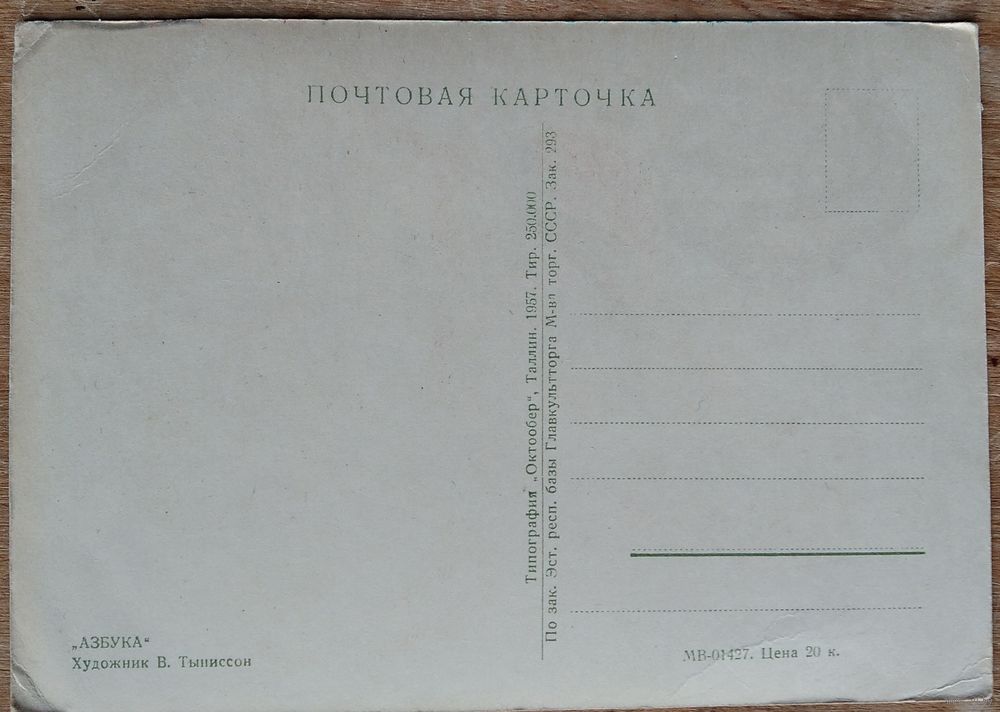 ПОЧТОВАЯ КАРТОЧКА
Типография „Октообер“, Таллин. 1957. Тир. 250.000
По зак. Эст. респ. базы Главкультторга М-ва торг. СССР. Зак. 293
„АЗБУКА“
Художник В. Тыниссон
МВ-01427. Цена 20 к.